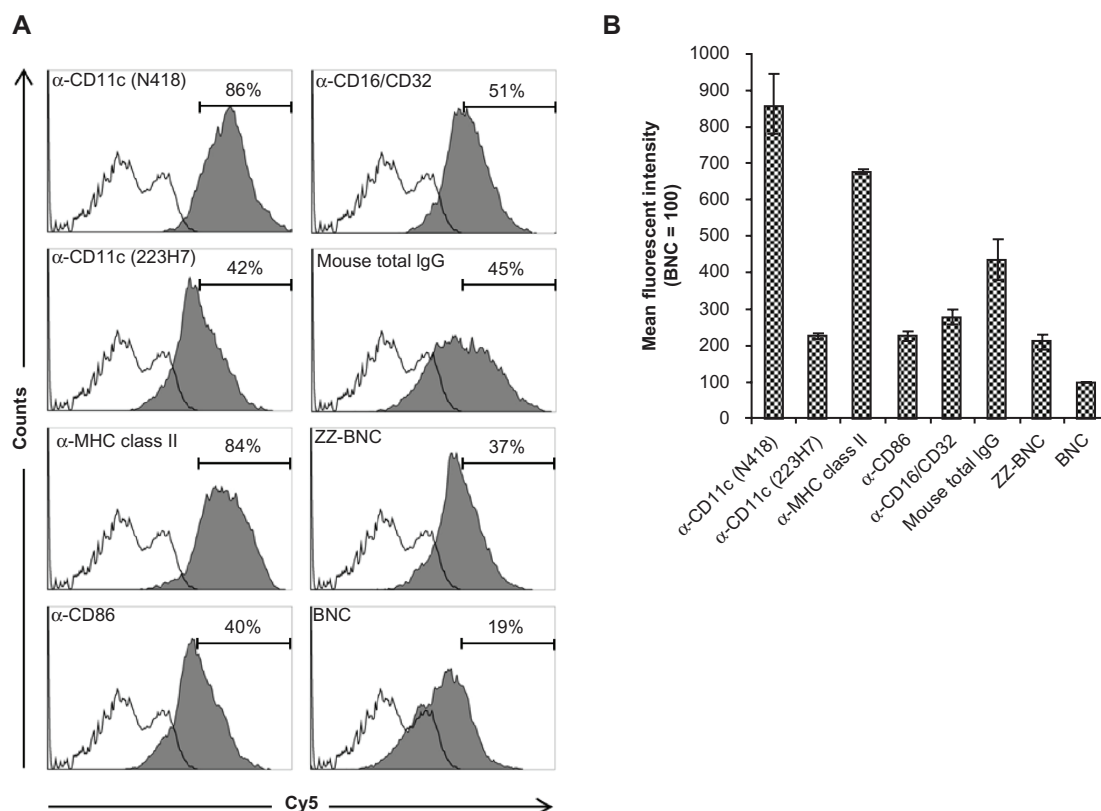 A
α-CD11c (N418)
86%
α-CD16/CD32
51%
α-CD11c (223H7)
42%
Mouse total IgG
45%
α-MHC class II
84%
ZZ-BNC
37%
α-CD86
40%
BNC
19%
Counts
Cy5
B
Mean fluorescent intensity
(BNC = 100)
1000
900
800
700
600
500
400
300
200
100
0
α-CD11c (N418)
α-CD11c (223H7)
α-MHC class II
α-CD86
α-CD16/CD32
Mouse total IgG
ZZ-BNC
BNC